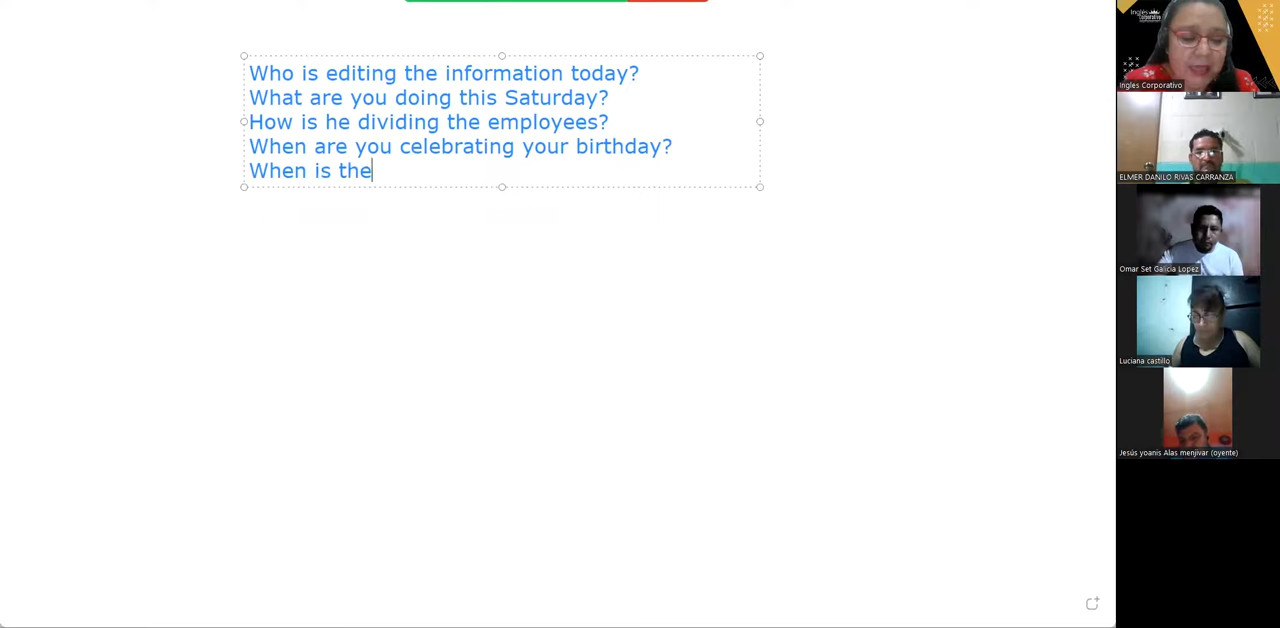 Who is editing the information today?
What are you doing this Saturday?
How is he dividing the employees?
When are you celebrating your birthday?
When is the
Inglés
Corporativo
Ingles Corporativo
ELMER DANILO RIVAS CARRANZA
Omar Set Galicia Lopez
Luciana castillo
Jesús yoanis Alas menjivar (oyente)